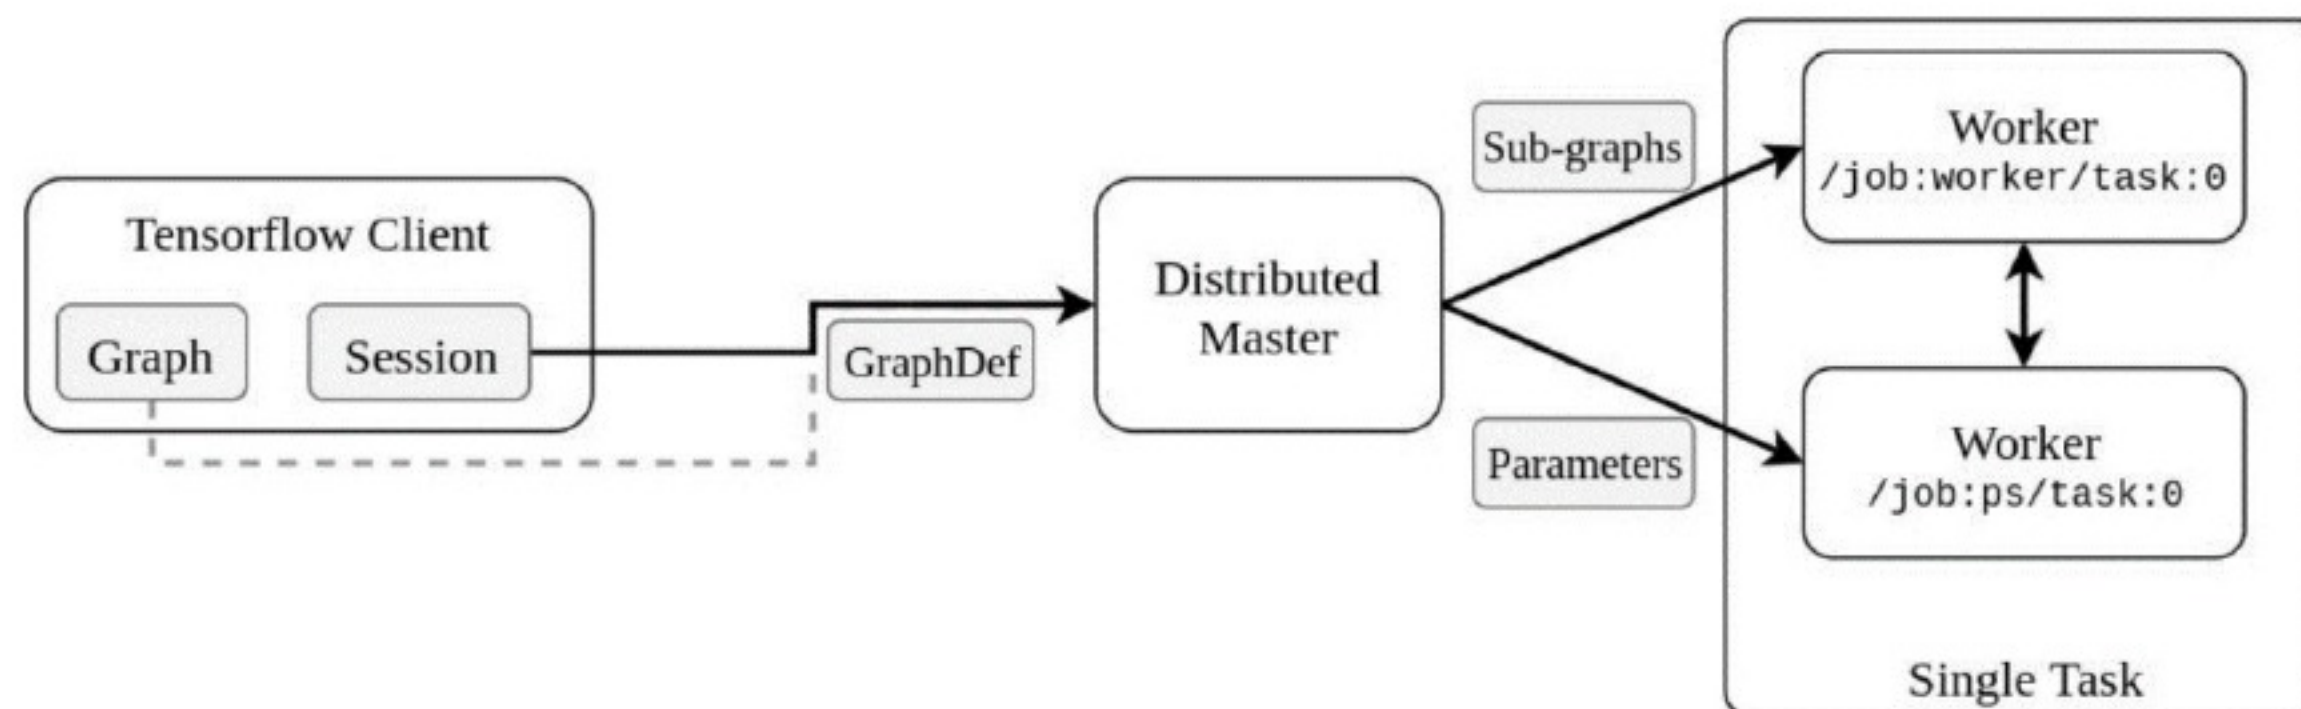 Tensorflow Client
Graph
Session
GraphDef
Distributed
Master
Sub-graphs
Parameters
Worker
/job:worker/task:0
Worker
/job:ps/task:0
Single Task